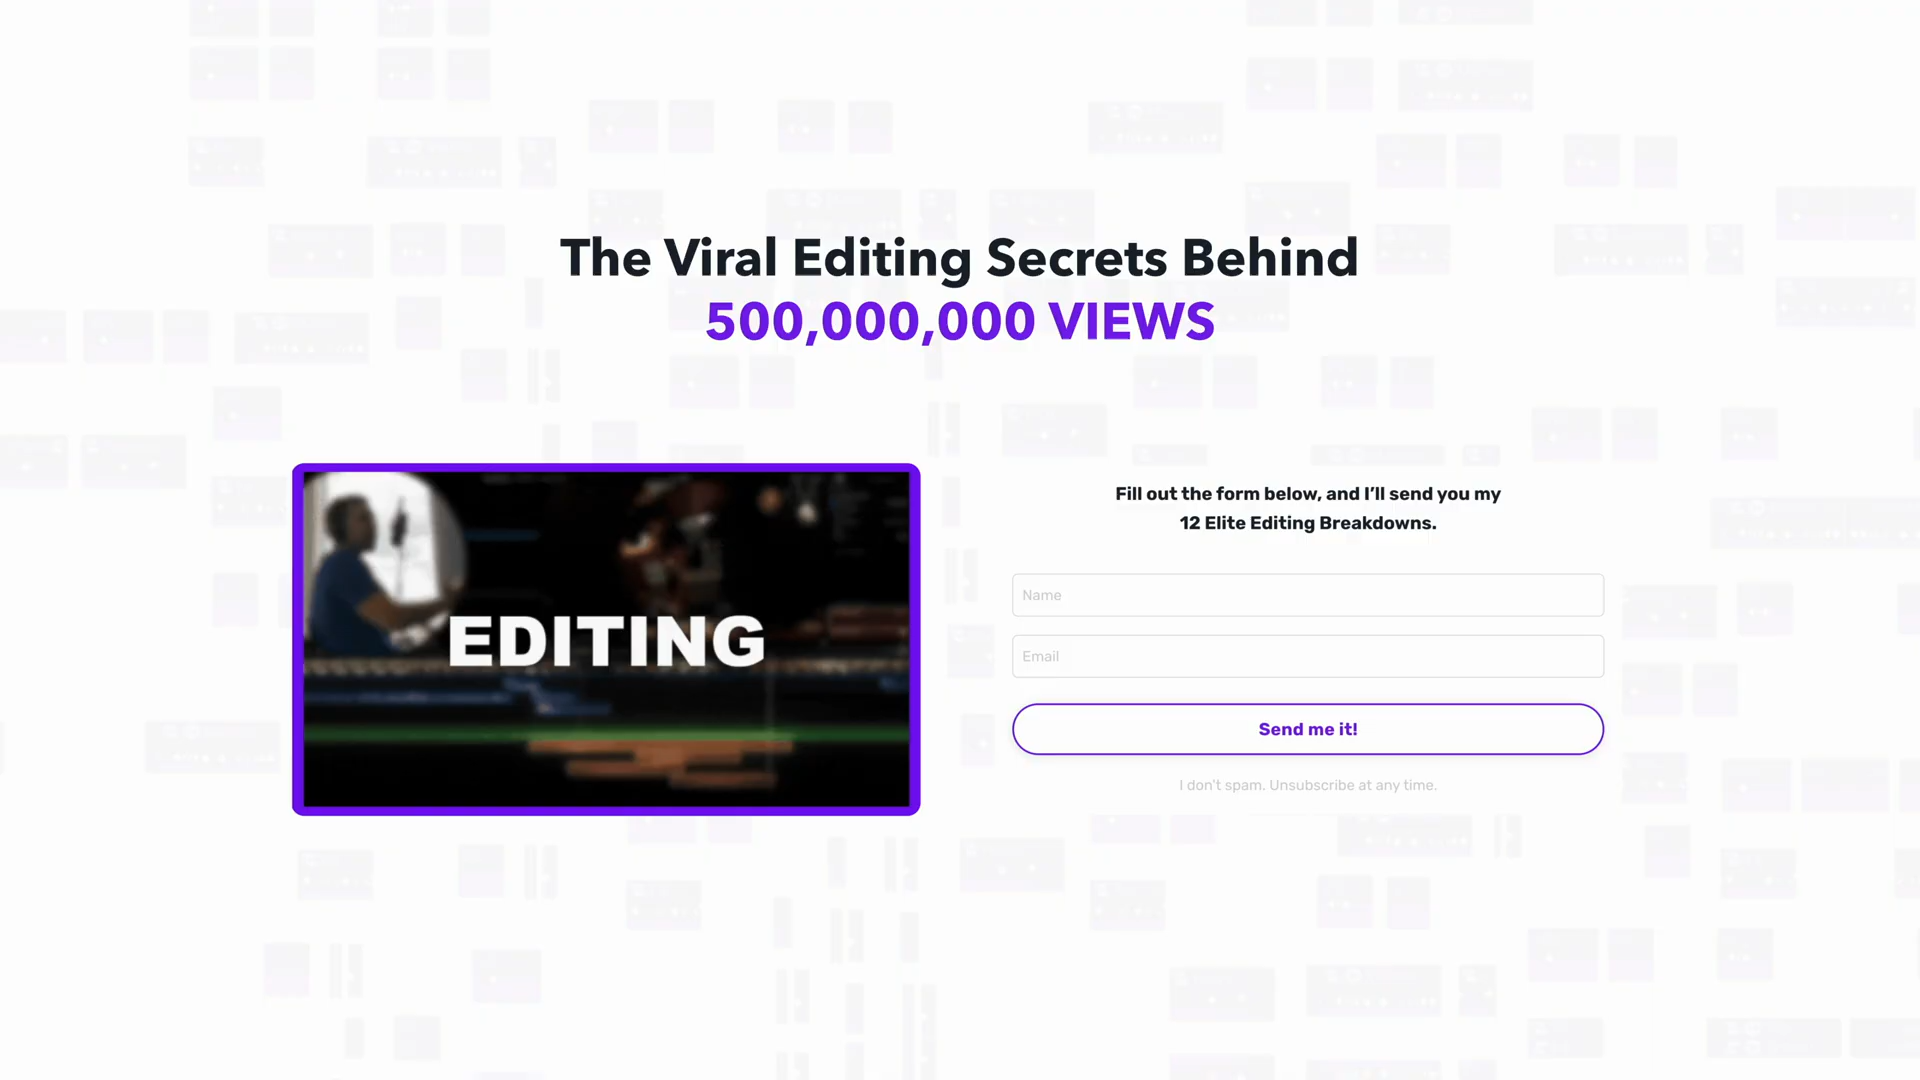 The Viral Editing Secrets Behind
500,000,000 VIEWS
EDITING
Fill out the form below, and I’ll send you my
12 Elite Editing Breakdowns.
Name
Email
Send me it!
I don't spam. Unsubscribe at any time.